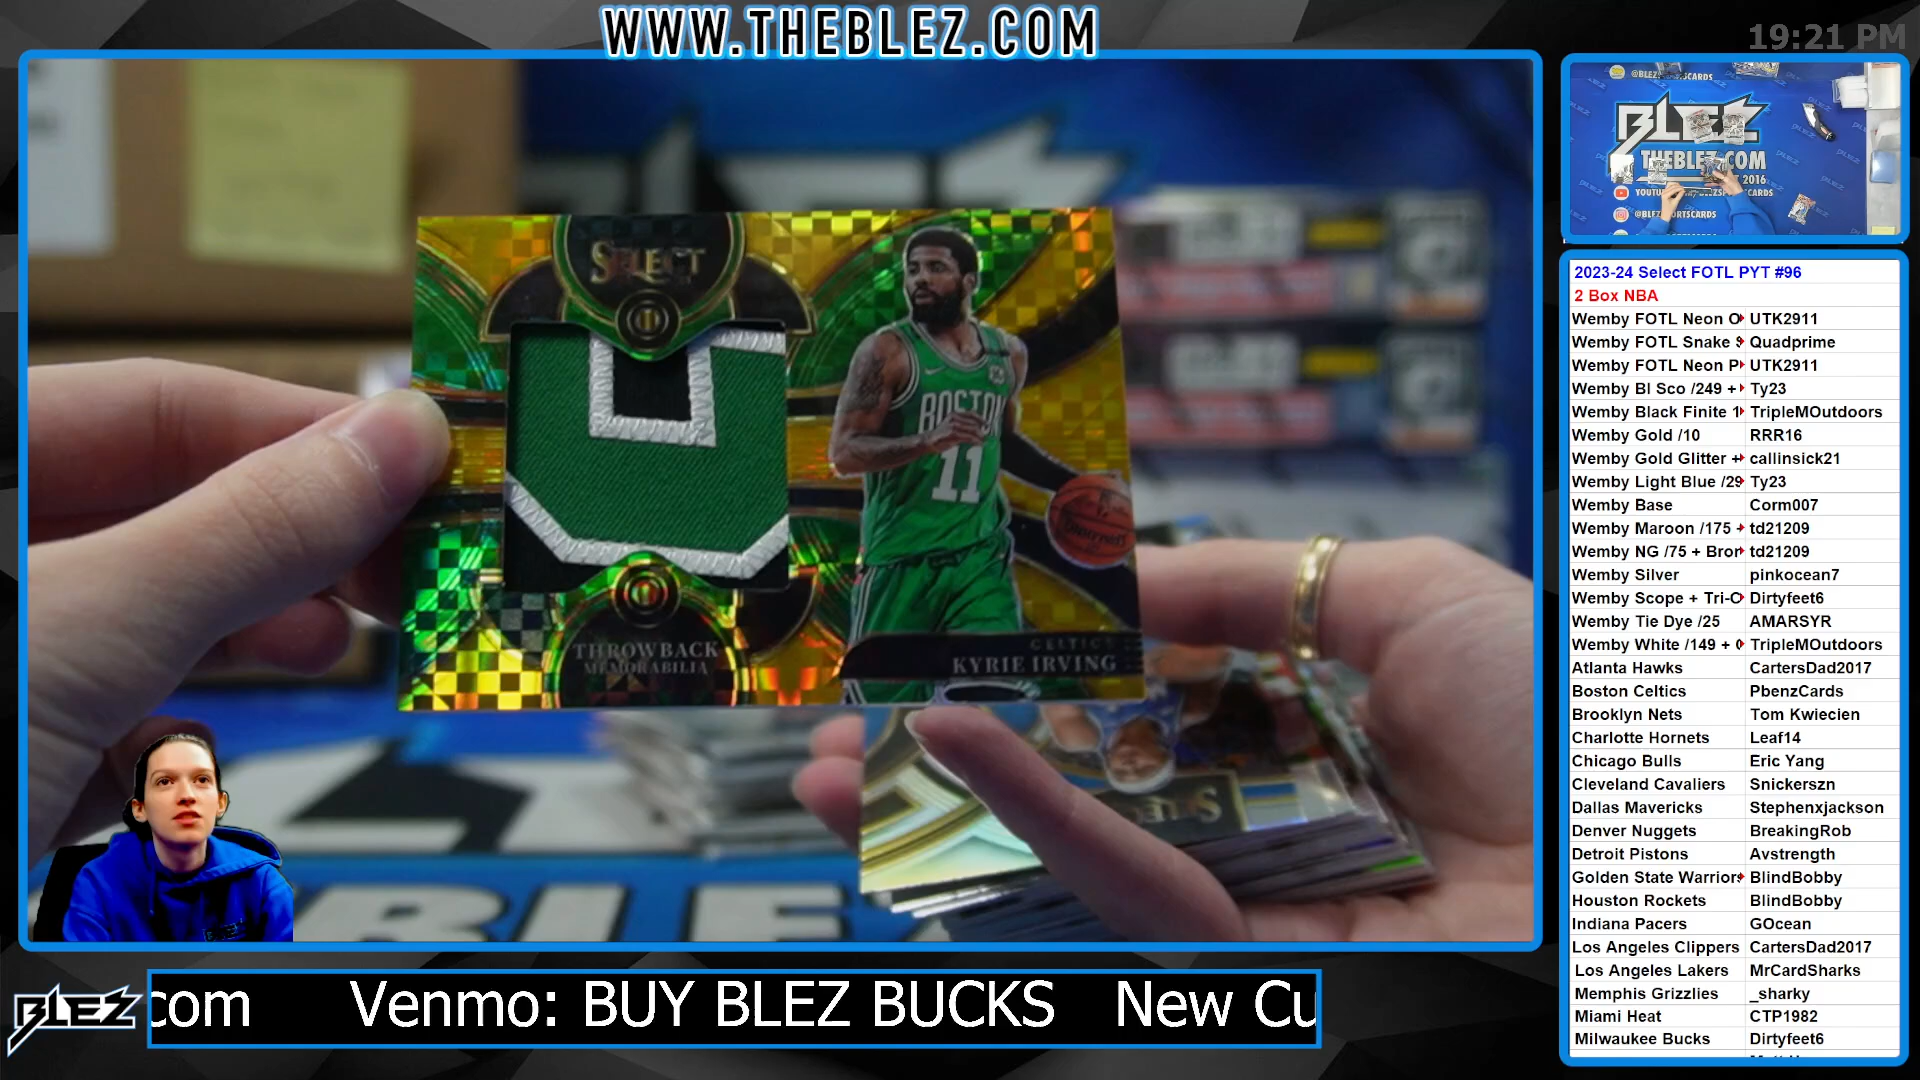 WWW.THEBLEZ.COM
19:21 PM
SELECT
THROWBACK
MEMORABILIA
BOSTON
11
CELTICS
KYRIE IRVING
SELECT
BLEZ
THEBLEZ.COM
2016
2023-24 Select FOTL PYT #96
2 Box NBA
Wemby FOTL Neon O UTK2911
Wemby FOTL Snake S Quadprime
Wemby FOTL Neon P UTK2911
Wemby Bl Sco /249 + Ty23
Wemby Black Finite 1 TripleMOutdoors
Wemby Gold /10 RRR16
Wemby Gold Glitter + callinsick21
Wemby Light Blue /29 Ty23
Wemby Base Corm007
Wemby Maroon /175 + td21209
Wemby NG /75 + Bron td21209
Wemby Silver pinkocean7
Wemby Scope + Tri-C Dirtyfeet6
Wemby Tie Dye /25 AMARSYR
Wemby White /149 + TripleMOutdoors
Atlanta Hawks CartersDad2017
Boston Celtics PbenzCards
Brooklyn Nets Tom Kwiecien
Charlotte Hornets Leaf14
Chicago Bulls Eric Yang
Cleveland Cavaliers Snickerszn
Dallas Mavericks Stephenxjackson
Denver Nuggets BreakingRob
Detroit Pistons Avstrength
Golden State Warriors BlindBobby
Houston Rockets BlindBobby
Indiana Pacers GOcean
Los Angeles Clippers CartersDad2017
Los Angeles Lakers MrCardSharks
Memphis Grizzlies _sharky
Miami Heat CTP1982
Milwaukee Bucks Dirtyfeet6
BLEZ
com Venmo: BUY BLEZ BUCKS New Cu